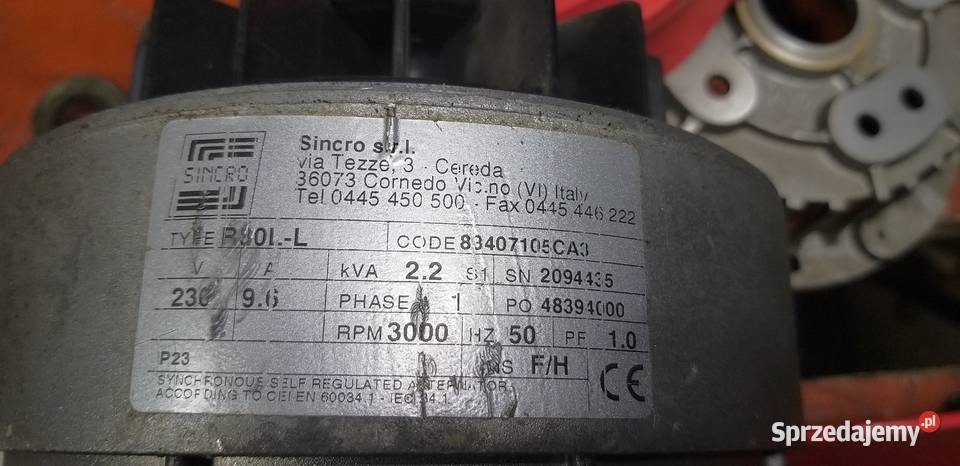 SINCRO
Sincro s.r.l.
via Tezze, 3 - Cereda
36073 Cornedo Vic.no (VI) Italy
Tel 0445 450 500 - Fax 0445 446 222
TYPE CODE 83407105CA3
V A kVA 2.2 S1 SN 2094435
230 9.6 PHASE 1 PO 48394000
RPM 3000 HZ 50 PF 1.0
P23 INS F/H
SYNCHRONOUS SELF REGULATED ALTERNATOR
ACCORDING TO CEI EN 60034.1 - IEC 34.1
CE
Sprzedajemy.pl